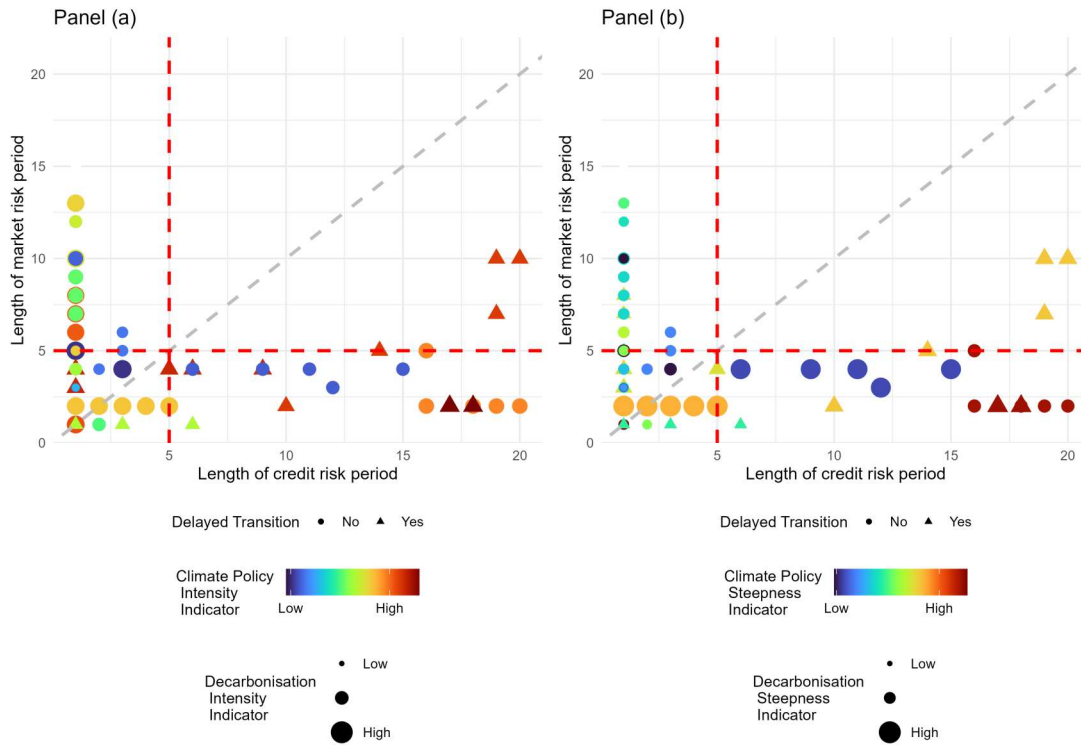 Panel (a)
20
15
10
5
0
5
10
15
20
Length of market risk period
Length of credit risk period
Delayed Transition No Yes
Climate Policy
Intensity
Indicator
Low High
Decarbonisation
Intensity
Indicator
Low
High
Panel (b)
20
15
10
5
0
5
10
15
20
Length of market risk period
Length of credit risk period
Delayed Transition No Yes
Climate Policy
Steepness
Indicator
Low High
Decarbonisation
Steepness
Indicator
Low
High